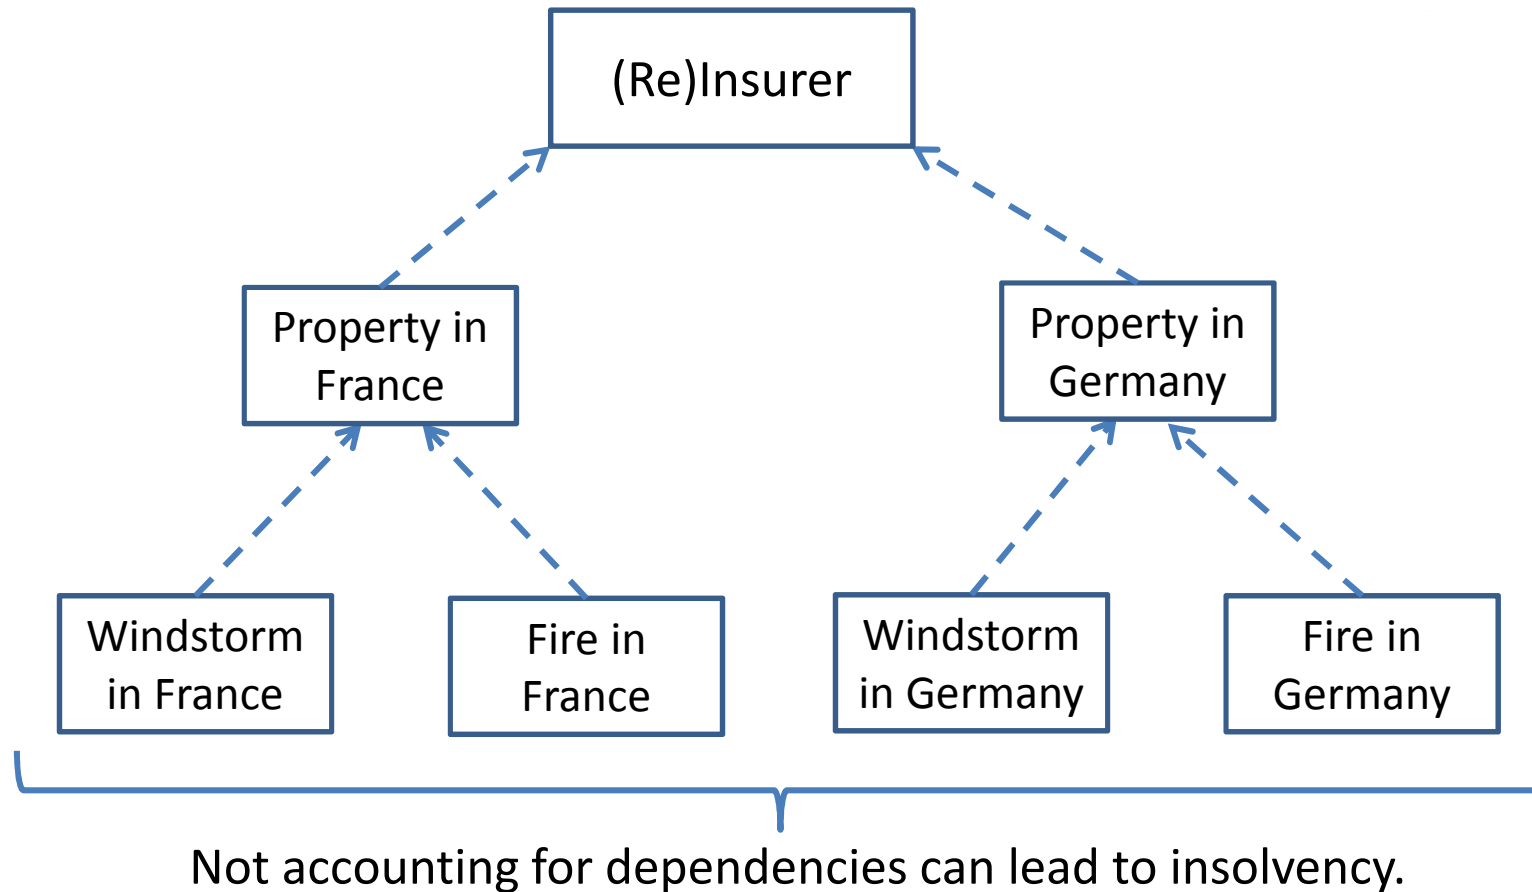 (Re)Insurer
Property in
France
Property in
Germany
Windstorm
in France
Fire in
France
Windstorm
in Germany
Fire in
Germany
Not accounting for dependencies can lead to insolvency.